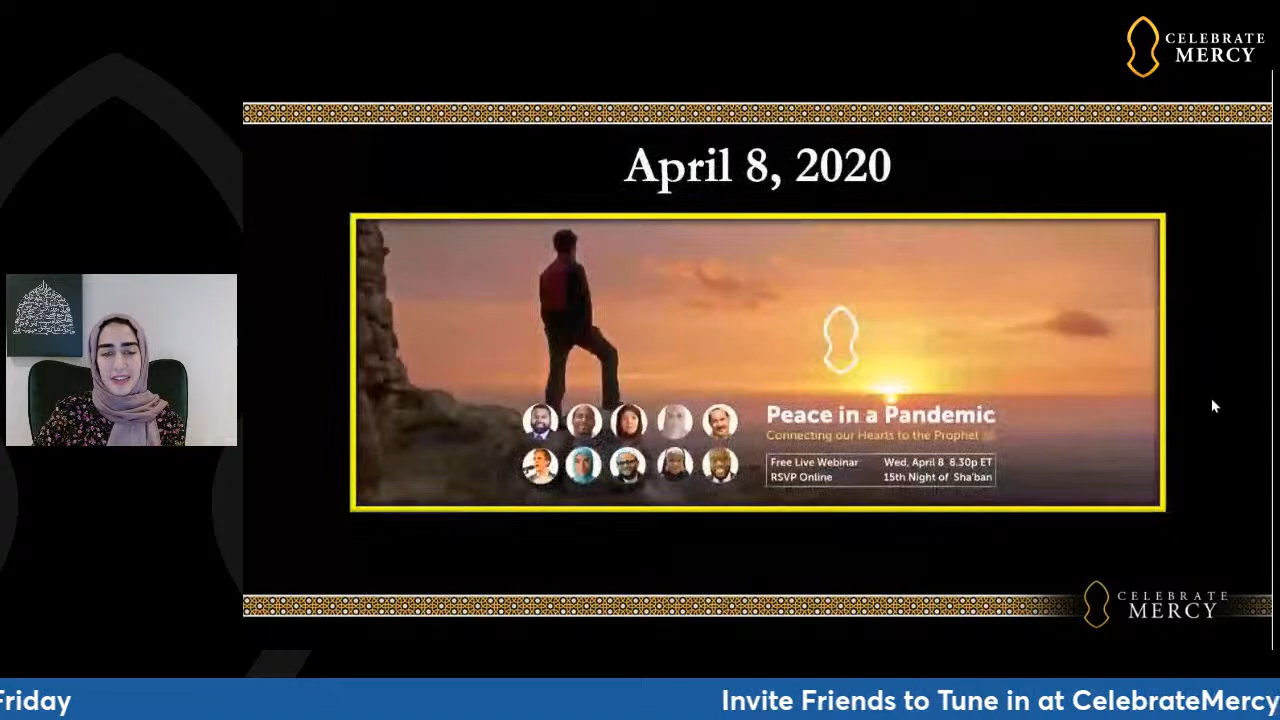 CELEBRATE
MERCY
April 8, 2020
Peace in a Pandemic
Connecting our Hearts to the Prophet
Free Live Webinar Wed, April 8 8.30p ET
RSVP Online 15th Night of Sha'ban
CELEBRATE
MERCY
Friday Invite Friends to Tune in at CelebrateMercy